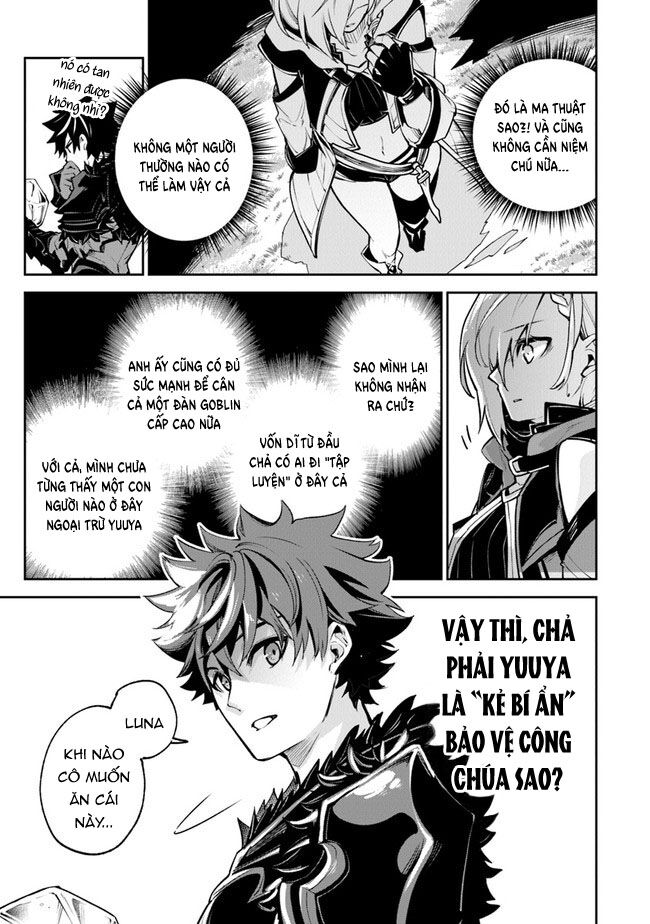 ĐÓ LÀ MA THUẬT
SAO?! VÀ CŨNG
KHÔNG CẦN NIỆM
CHÚ NỮA...
KHÔNG MỘT NGƯỜI
THƯỜNG NÀO CÓ
THỂ LÀM VẬY CẢ
nó có tan
nhiên được
không nhỉ?
SAO MÌNH LẠI
KHÔNG NHẬN
RA CHỨ?
VỐN DĨ TỪ ĐẦU
CHẢ CÓ AI ĐI "TẬP
LUYỆN" Ở ĐÂY CẢ
ANH ẤY CŨNG CÓ ĐỦ
SỨC MẠNH ĐỂ CÂN
CẢ MỘT ĐÀN GOBLIN
CẤP CAO NỮA
VỚI CẢ, MÌNH CHƯA
TỪNG THẤY MỘT CON
NGƯỜI NÀO Ở ĐÂY
NGOẠI TRỪ YUUYA
VẬY THÌ, CHẢ
PHẢI YUUYA
LÀ "KẺ BÍ ẨN"
BẢO VỆ CÔNG
CHÚA SAO?
LUNA
KHI NÀO
CÔ MUỐN
ĂN CÁI
NÀY...